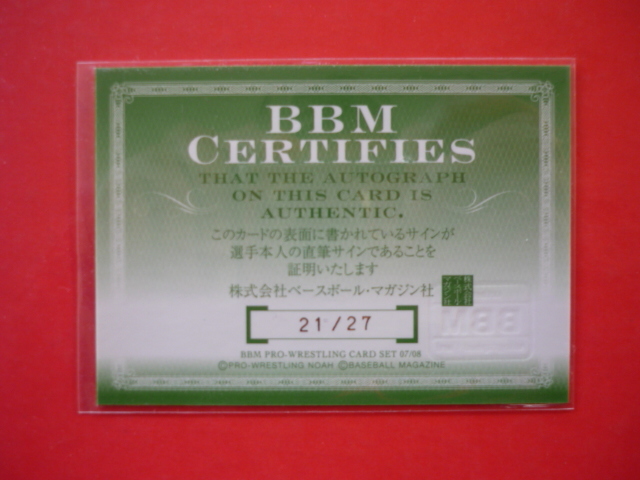 BBM
CERTIFIES
THAT THE AUTOGRAPH
ON THIS CARD IS
AUTHENTIC.
このカードの表面に書かれているサインが
選手本人の直筆サインであることを
証明いたします
株式会社ベースボール・マガジン社
21/27
BBM
BBM PRO-WRESTLING CARD SET 07/08
©PRO-WRESTLING NOAH ©BASEBALL MAGAZINE